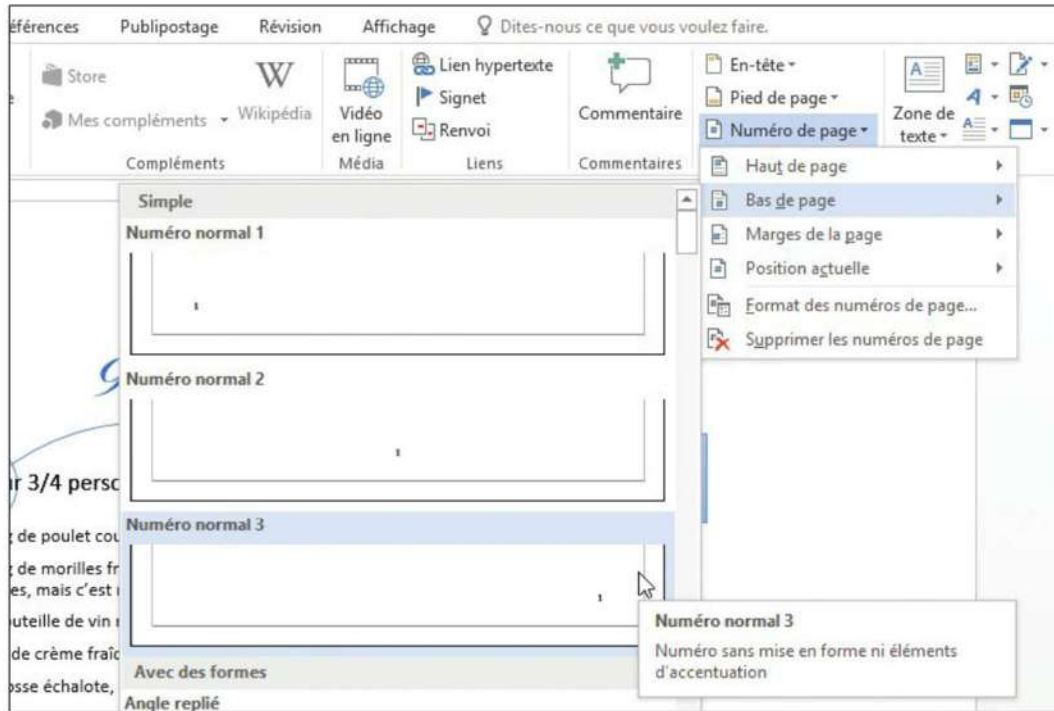 éférences Publipostage Révision Affichage Dites-nous ce que vous voulez faire.
Store
Mes compléments
Wikipédia
Compléments
Vidéo
en ligne
Média
Lien hypertexte
Signet
Renvoi
Liens
Commentaire
Commentaires
En-tête
Pied de page
Numéro de page
Zone de
texte
Haut de page
Bas de page
Marges de la page
Position actuelle
Format des numéros de page...
Supprimer les numéros de page
Simple
Numéro normal 1
1
Numéro normal 2
1
Numéro normal 3
1
Numéro normal 3
Numéro sans mise en forme ni éléments
d'accentuation
Avec des formes
Angle replié
r 3/4 perso
de poulet cou
de morilles fr
es, mais c'est
uteille de vin
de crème fraîc
osse échalote,